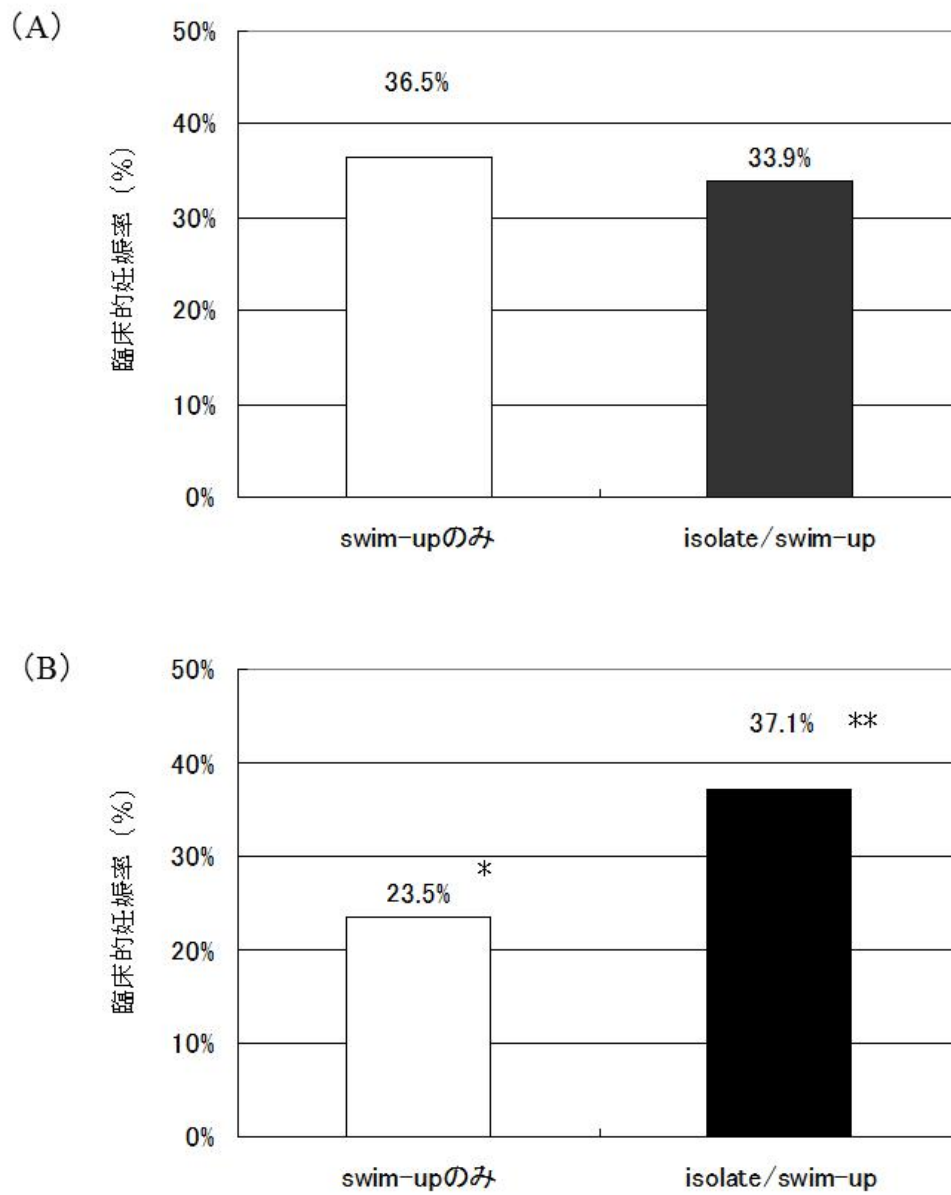 (A)
50%
36.5%
40%
33.9%
30%
20%
10%
0%
臨床的妊娠率 (%)
swim-upのみ
isolate/swim-up
(B)
50%
37.1% **
40%
30%
23.5% *
20%
10%
0%
臨床的妊娠率 (%)
swim-upのみ
isolate/swim-up